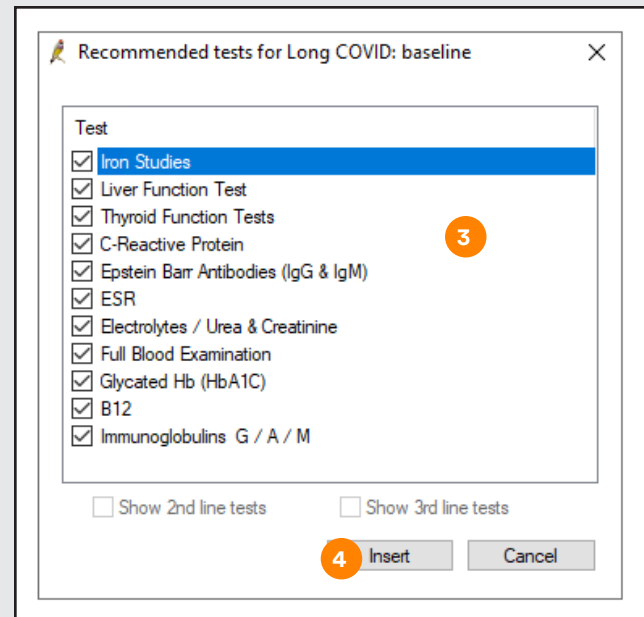 Recommended tests for Long COVID: baseline
Test
Iron Studies
Liver Function Test
Thyroid Function Tests
3
C-Reactive Protein
Epstein Barr Antibodies (IgG & IgM)
ESR
Electrolytes / Urea & Creatinine
Full Blood Examination
Glycated Hb (HbA1C)
B12
Immunoglobulins G / A / M
Show 2nd line tests Show 3rd line tests
4 Insert Cancel